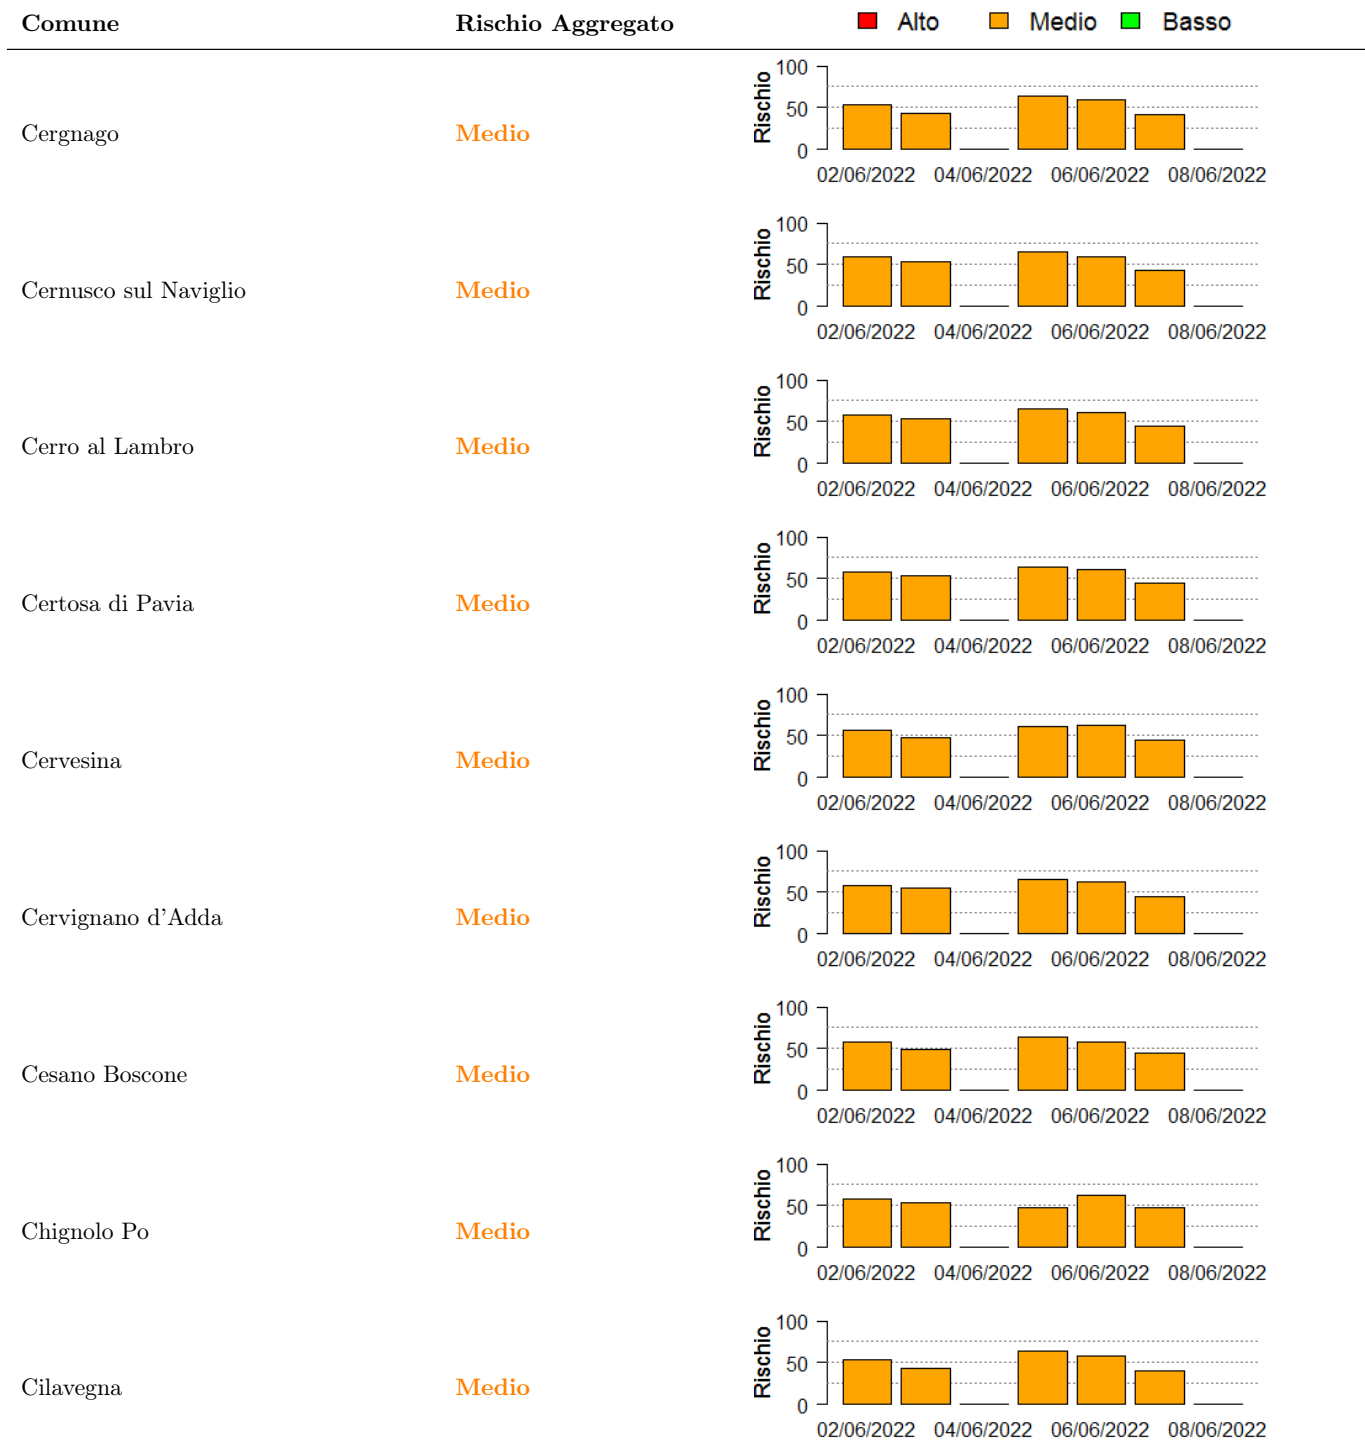 Comune Rischio Aggregato Alto Medio Basso
100
50
0
Rischio
Cergnago Medio
02/06/2022 04/06/2022 06/06/2022 08/06/2022
100
50
0
Rischio
Cernusco sul Naviglio Medio
02/06/2022 04/06/2022 06/06/2022 08/06/2022
100
50
0
Rischio
Cerro al Lambro Medio
02/06/2022 04/06/2022 06/06/2022 08/06/2022
100
50
0
Rischio
Certosa di Pavia Medio
02/06/2022 04/06/2022 06/06/2022 08/06/2022
100
50
0
Rischio
Cervesina Medio
02/06/2022 04/06/2022 06/06/2022 08/06/2022
100
50
0
Rischio
Cervignano d'Adda Medio
02/06/2022 04/06/2022 06/06/2022 08/06/2022
100
50
0
Rischio
Cesano Boscone Medio
02/06/2022 04/06/2022 06/06/2022 08/06/2022
100
50
0
Rischio
Chignolo Po Medio
02/06/2022 04/06/2022 06/06/2022 08/06/2022
100
50
0
Rischio
Cilavegna Medio
02/06/2022 04/06/2022 06/06/2022 08/06/2022